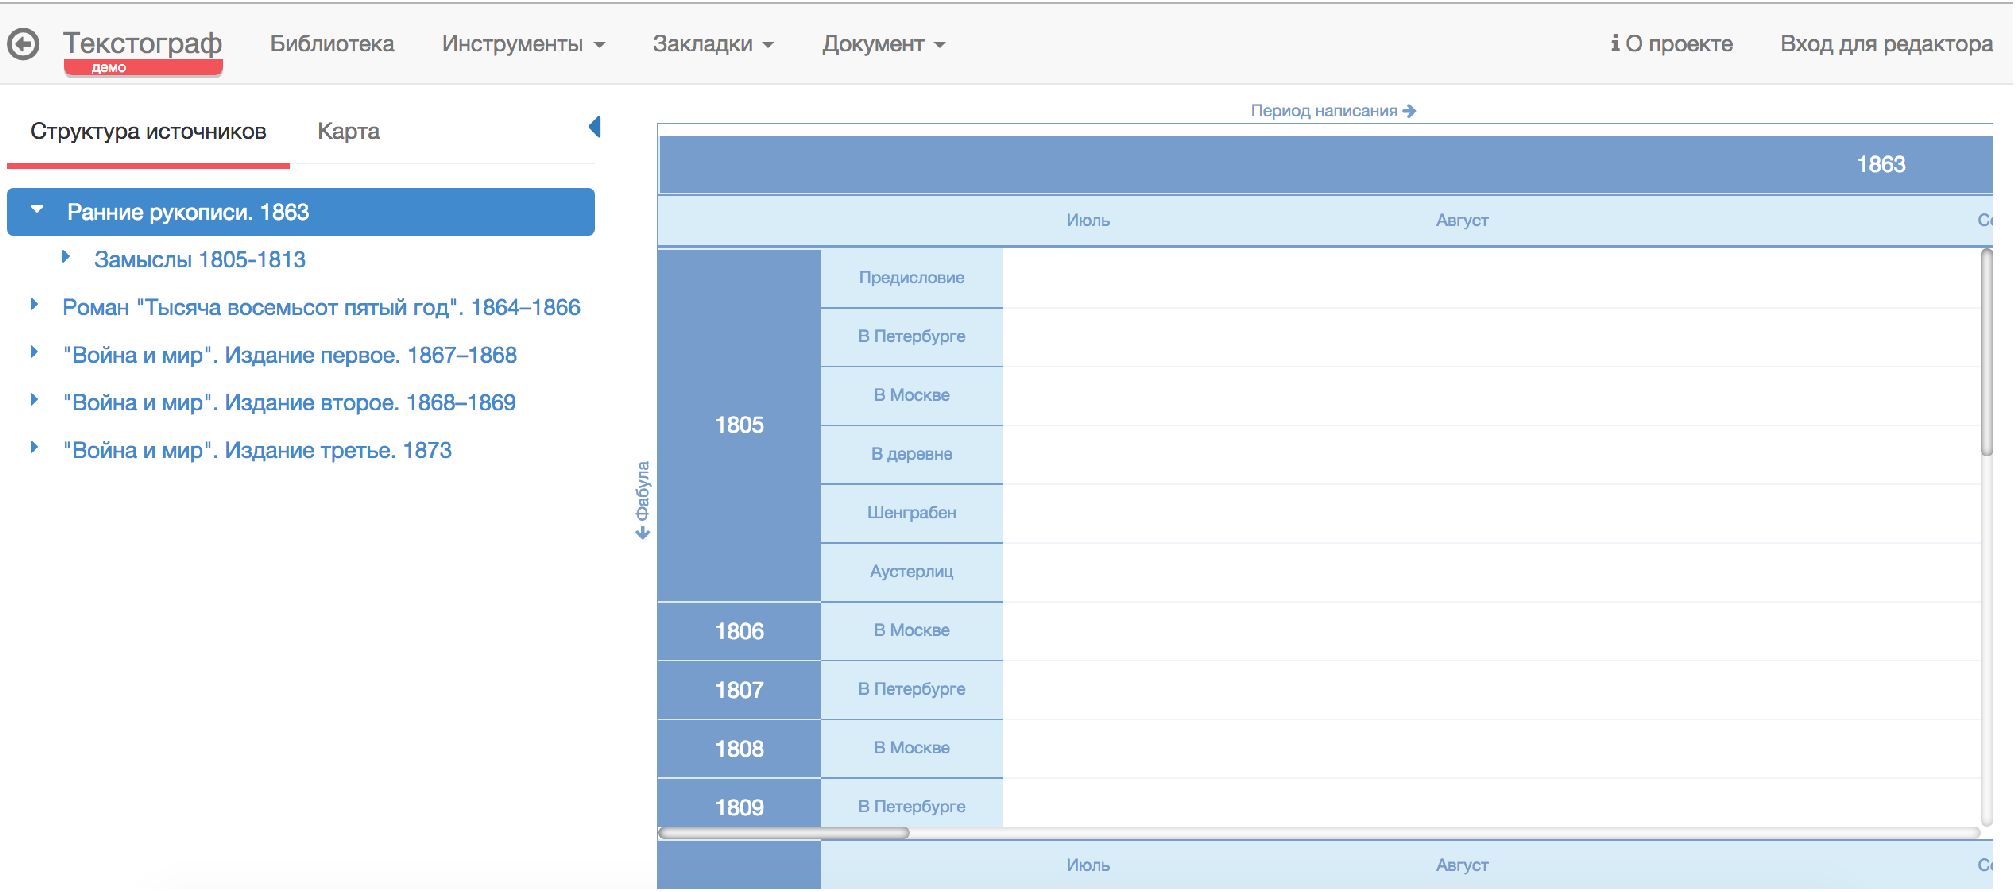 Текстограф
демо
Библиотека
Инструменты
Закладки
Документ
О проекте
Вход для редактора
Структура источников
Карта
Ранние рукописи. 1863
Замыслы 1805-1813
Роман "Тысяча восемьсот пятый год". 1864–1866
"Война и мир". Издание первое. 1867–1868
"Война и мир". Издание второе. 1868–1869
"Война и мир". Издание третье. 1873
Период написания
1863
Июль
Август
Фабула
1805
Предисловие
В Петербурге
В Москве
В деревне
Шенграбен
Аустерлиц
1806
В Москве
1807
В Петербурге
1808
В Москве
1809
В Петербурге
Июль
Август